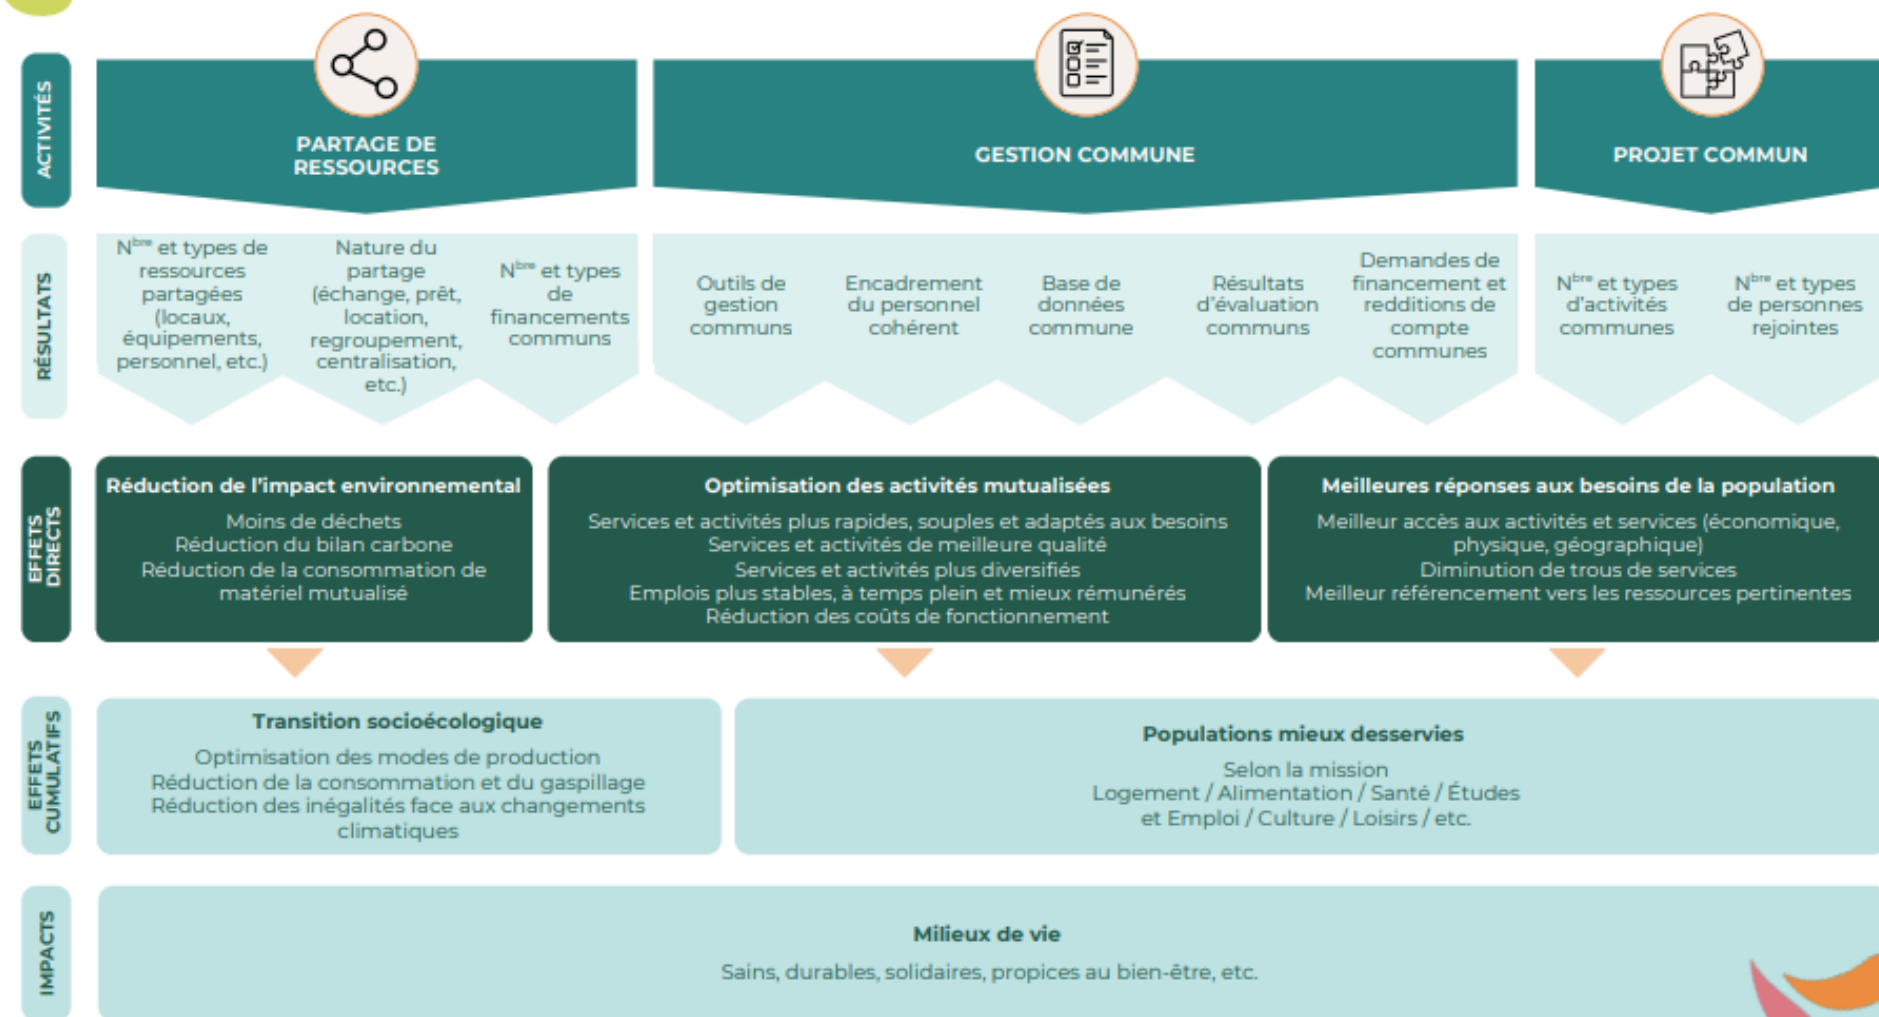 ACTIVITÉS
PARTAGE DE
RESSOURCES
GESTION COMMUNE
PROJET COMMUN
RÉSULTATS
Nbre et types de
ressources
partagées
(locaux,
équipements,
personnel, etc.)
Nature du
partage
(échange, prêt,
location,
regroupement,
centralisation,
etc.)
Nbre et types
de
financements
communs
Outils de
gestion
communs
Encadrement
du personnel
cohérent
Base de
données
commune
Résultats
d'évaluation
communs
Demandes de
financement et
redditions de
compte
communes
Nbre et types
d'activités
communes
Nbre et types
de personnes
rejointes
EFFETS
DIRECTS
Réduction de l'impact environnemental
Moins de déchets
Réduction du bilan carbone
Réduction de la consommation de
matériel mutualisé
Optimisation des activités mutualisées
Services et activités plus rapides, souples et adaptés aux besoins
Services et activités de meilleure qualité
Services et activités plus diversifiés
Emplois plus stables, à temps plein et mieux rémunérés
Réduction des coûts de fonctionnement
Meilleures réponses aux besoins de la population
Meilleur accès aux activités et services (économique,
physique, géographique)
Diminution de trous de services
Meilleur référencement vers les ressources pertinentes
EFFETS
CUMULATIFS
Transition socioécologique
Optimisation des modes de production
Réduction de la consommation et du gaspillage
Réduction des inégalités face aux changements
climatiques
Populations mieux desservies
Selon la mission
Logement / Alimentation / Santé / Études
et Emploi / Culture / Loisirs / etc.
IMPACTS
Milieux de vie
Sains, durables, solidaires, propices au bien-être, etc.